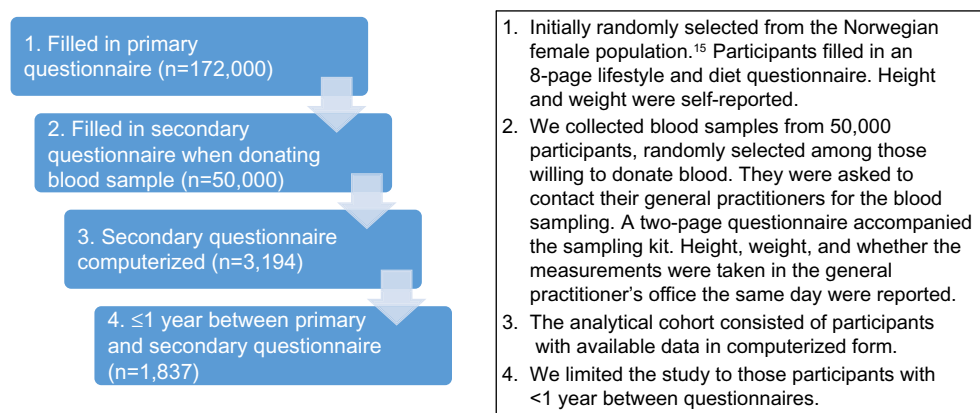 1. Filled in primary
questionnaire (n=172,000)
2. Filled in secondary
questionnaire when donating
blood sample (n=50,000)
3. Secondary questionnaire
computerized (n=3,194)
4. ≤1 year between primary
and secondary questionnaire
(n=1,837)
1. Initially randomly selected from the Norwegian
female population.¹⁵ Participants filled in an
8-page lifestyle and diet questionnaire. Height
and weight were self-reported.
2. We collected blood samples from 50,000
participants, randomly selected among those
willing to donate blood. They were asked to
contact their general practitioners for the blood
sampling. A two-page questionnaire accompanied
the sampling kit. Height, weight, and whether the
measurements were taken in the general
practitioner’s office the same day were reported.
3. The analytical cohort consisted of participants
with available data in computerized form.
4. We limited the study to those participants with
<1 year between questionnaires.